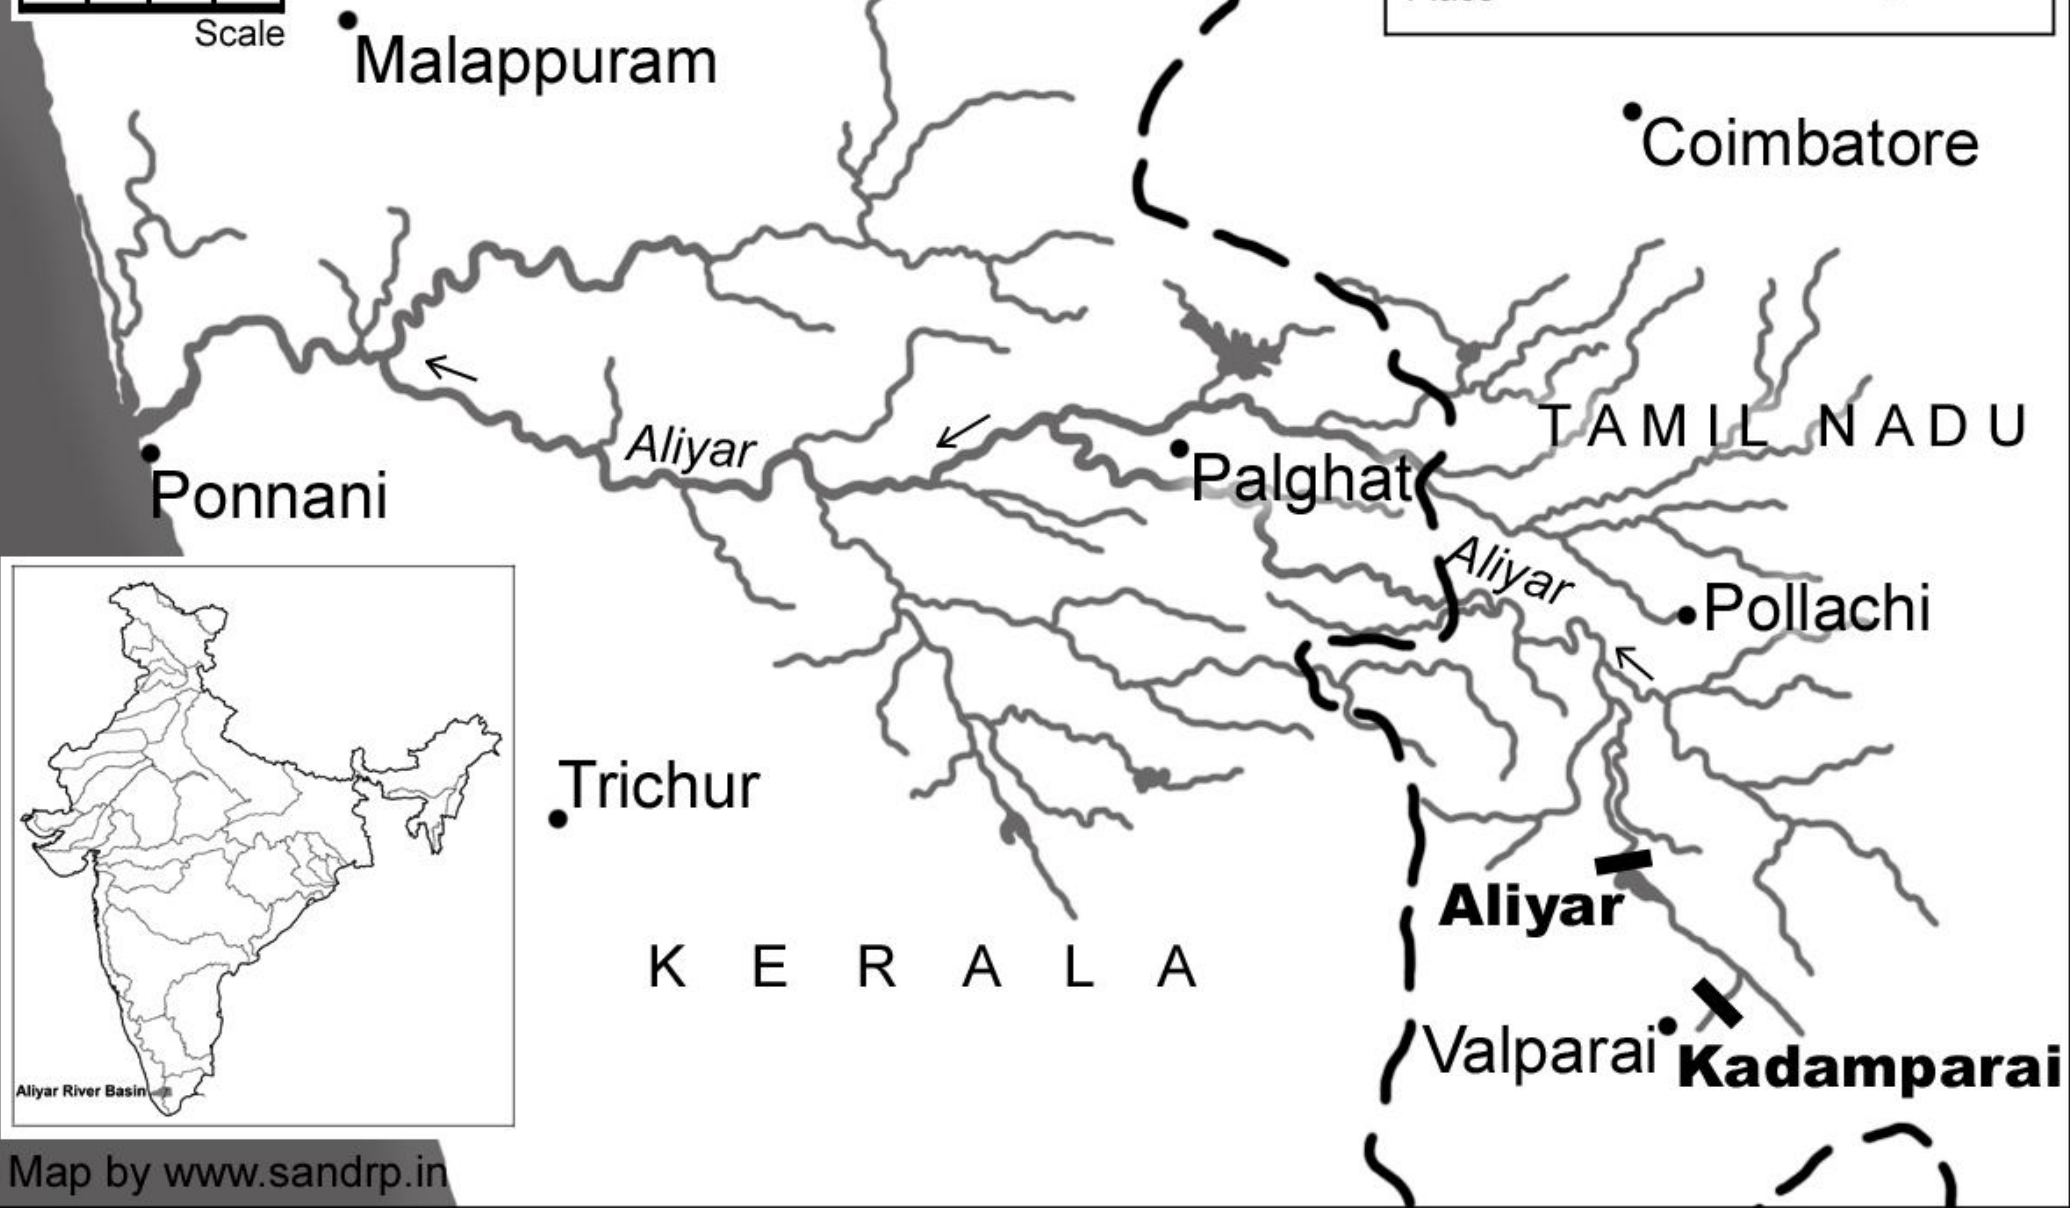 Scale
Malappuram
Coimbatore
TAMIL NADU
Aliyar
Palghat
Ponnani
Aliyar
Pollachi
Trichur
Aliyar
KERALA
Valparai
Kadamparai
Aliyar River Basin
Map by www.sandrp.in